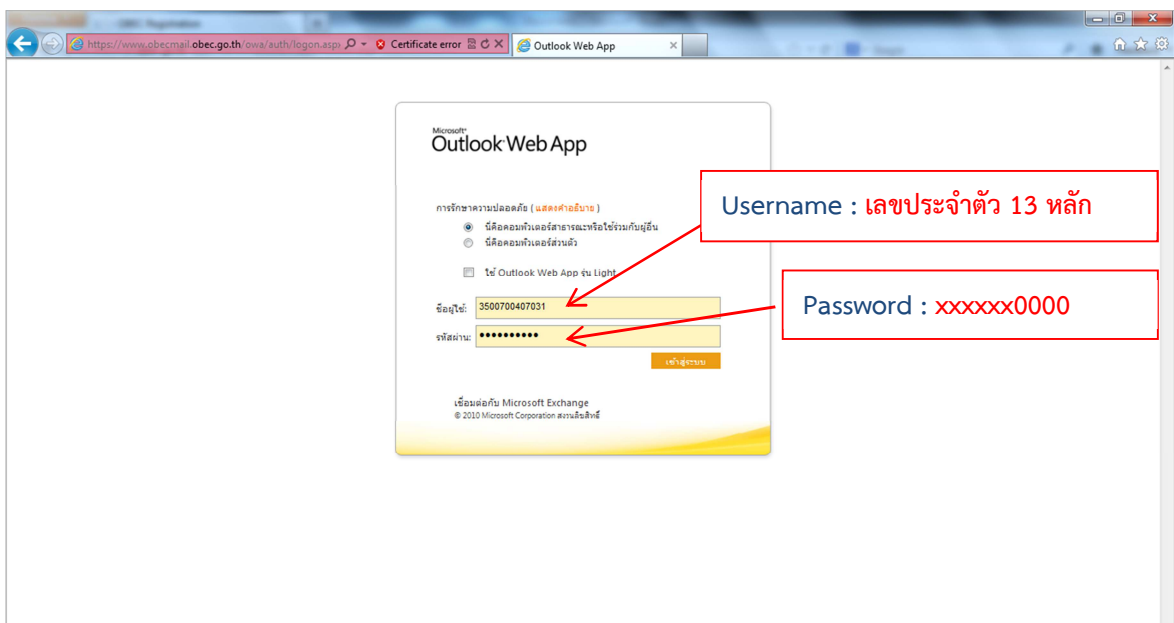 https://www.obecmail.obec.go.th/owa/auth/logon.asp
Certificate error
Outlook Web App
Microsoft
Outlook Web App
การรักษาความปลอดภัย ( แสดงคำอธิบาย )
นี่คือคอมพิวเตอร์สาธารณะหรือใช้ร่วมกับผู้อื่น
นี่คือคอมพิวเตอร์ส่วนตัว
ใช้ Outlook Web App รุ่น Light
ชื่อผู้ใช้: 3500700407031
รหัสผ่าน: ••••••••••
เข้าสู่ระบบ
เชื่อมต่อกับ Microsoft Exchange
© 2010 Microsoft Corporation สงวนลิขสิทธิ์
Username : เลขประจำตัว 13 หลัก
Password : xxxxxx0000